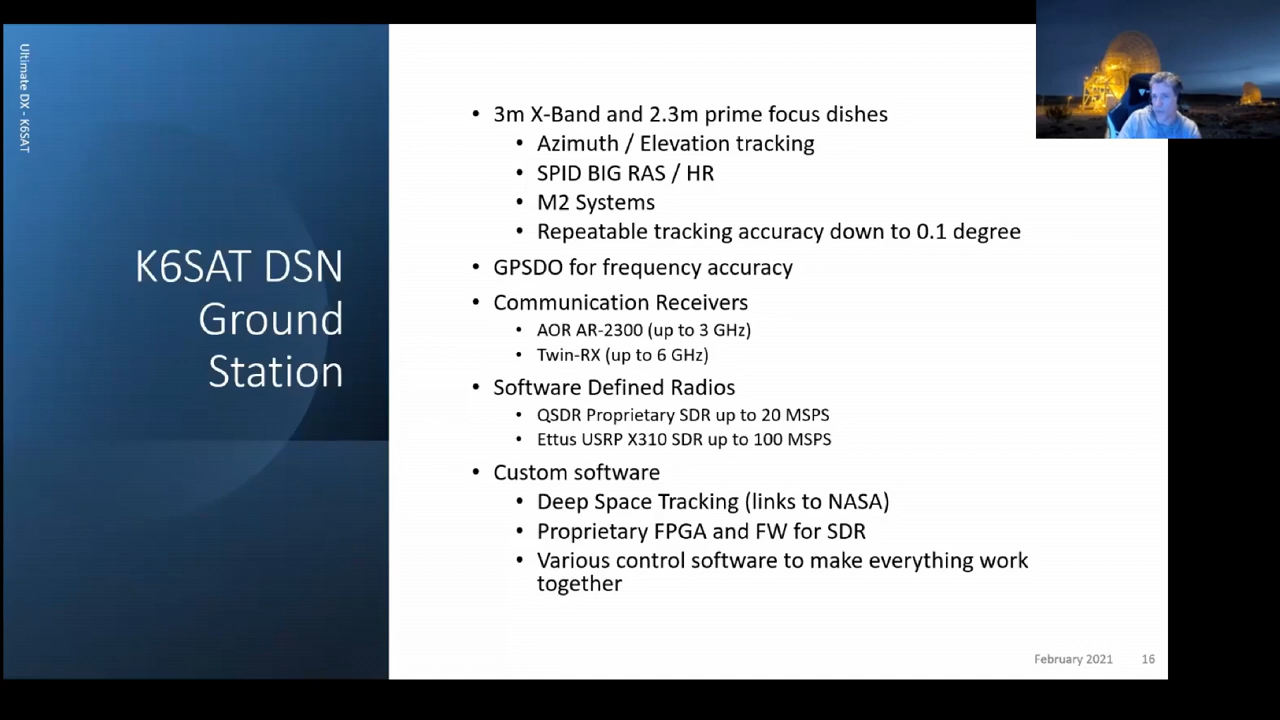 Ultimate DX - K6SAT
K6SAT DSN
Ground
Station
• 3m X-Band and 2.3m prime focus dishes
• Azimuth / Elevation tracking
• SPID BIG RAS / HR
• M2 Systems
• Repeatable tracking accuracy down to 0.1 degree
• GPSDO for frequency accuracy
• Communication Receivers
• AOR AR-2300 (up to 3 GHz)
• Twin-RX (up to 6 GHz)
• Software Defined Radios
• QSDR Proprietary SDR up to 20 MSPS
• Ettus USRP X310 SDR up to 100 MSPS
• Custom software
• Deep Space Tracking (links to NASA)
• Proprietary FPGA and FW for SDR
• Various control software to make everything work
together
February 2021 16